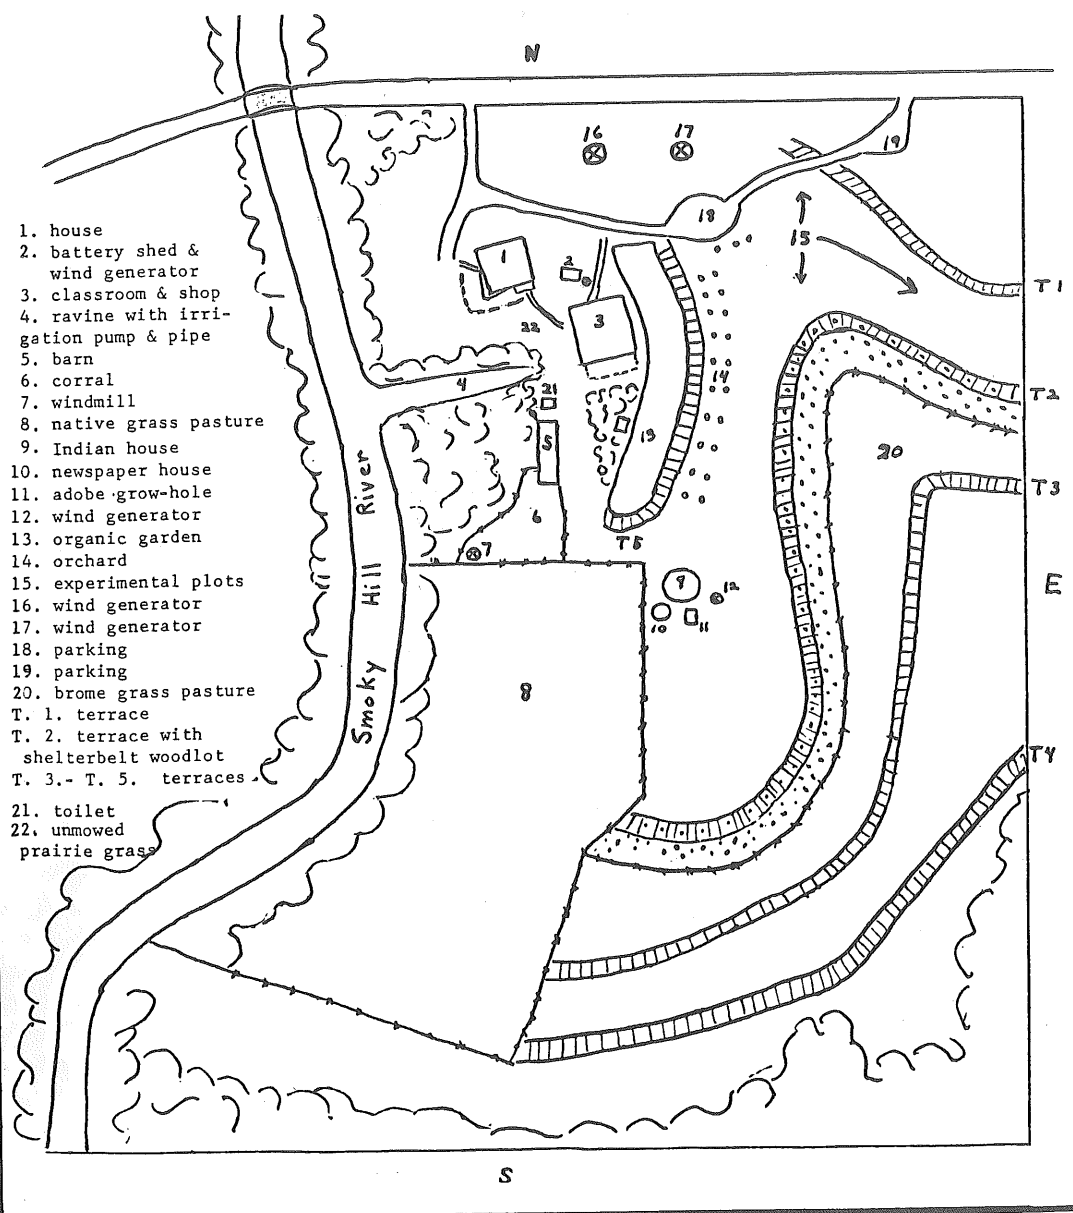 N
16
17
19
18
15
1. house
2. battery shed &
wind generator
3. classroom & shop
4. ravine with irri-
gation pump & pipe
5. barn
6. corral
7. windmill
8. native grass pasture
9. Indian house
10. newspaper house
11. adobe grow-hole
12. wind generator
13. organic garden
14. orchard
15. experimental plots
16. wind generator
17. wind generator
18. parking
19. parking
20. brome grass pasture
T. 1. terrace
T. 2. terrace with
shelterbelt woodlot
T. 3.- T. 5. terraces
21. toilet
22. unmowed
prairie grass
1
2
T1
22
3
4
14
21
T2
13
5
20
T3
6
T5
7
9
12
10
11
E
Smoky Hill River
8
T4
S